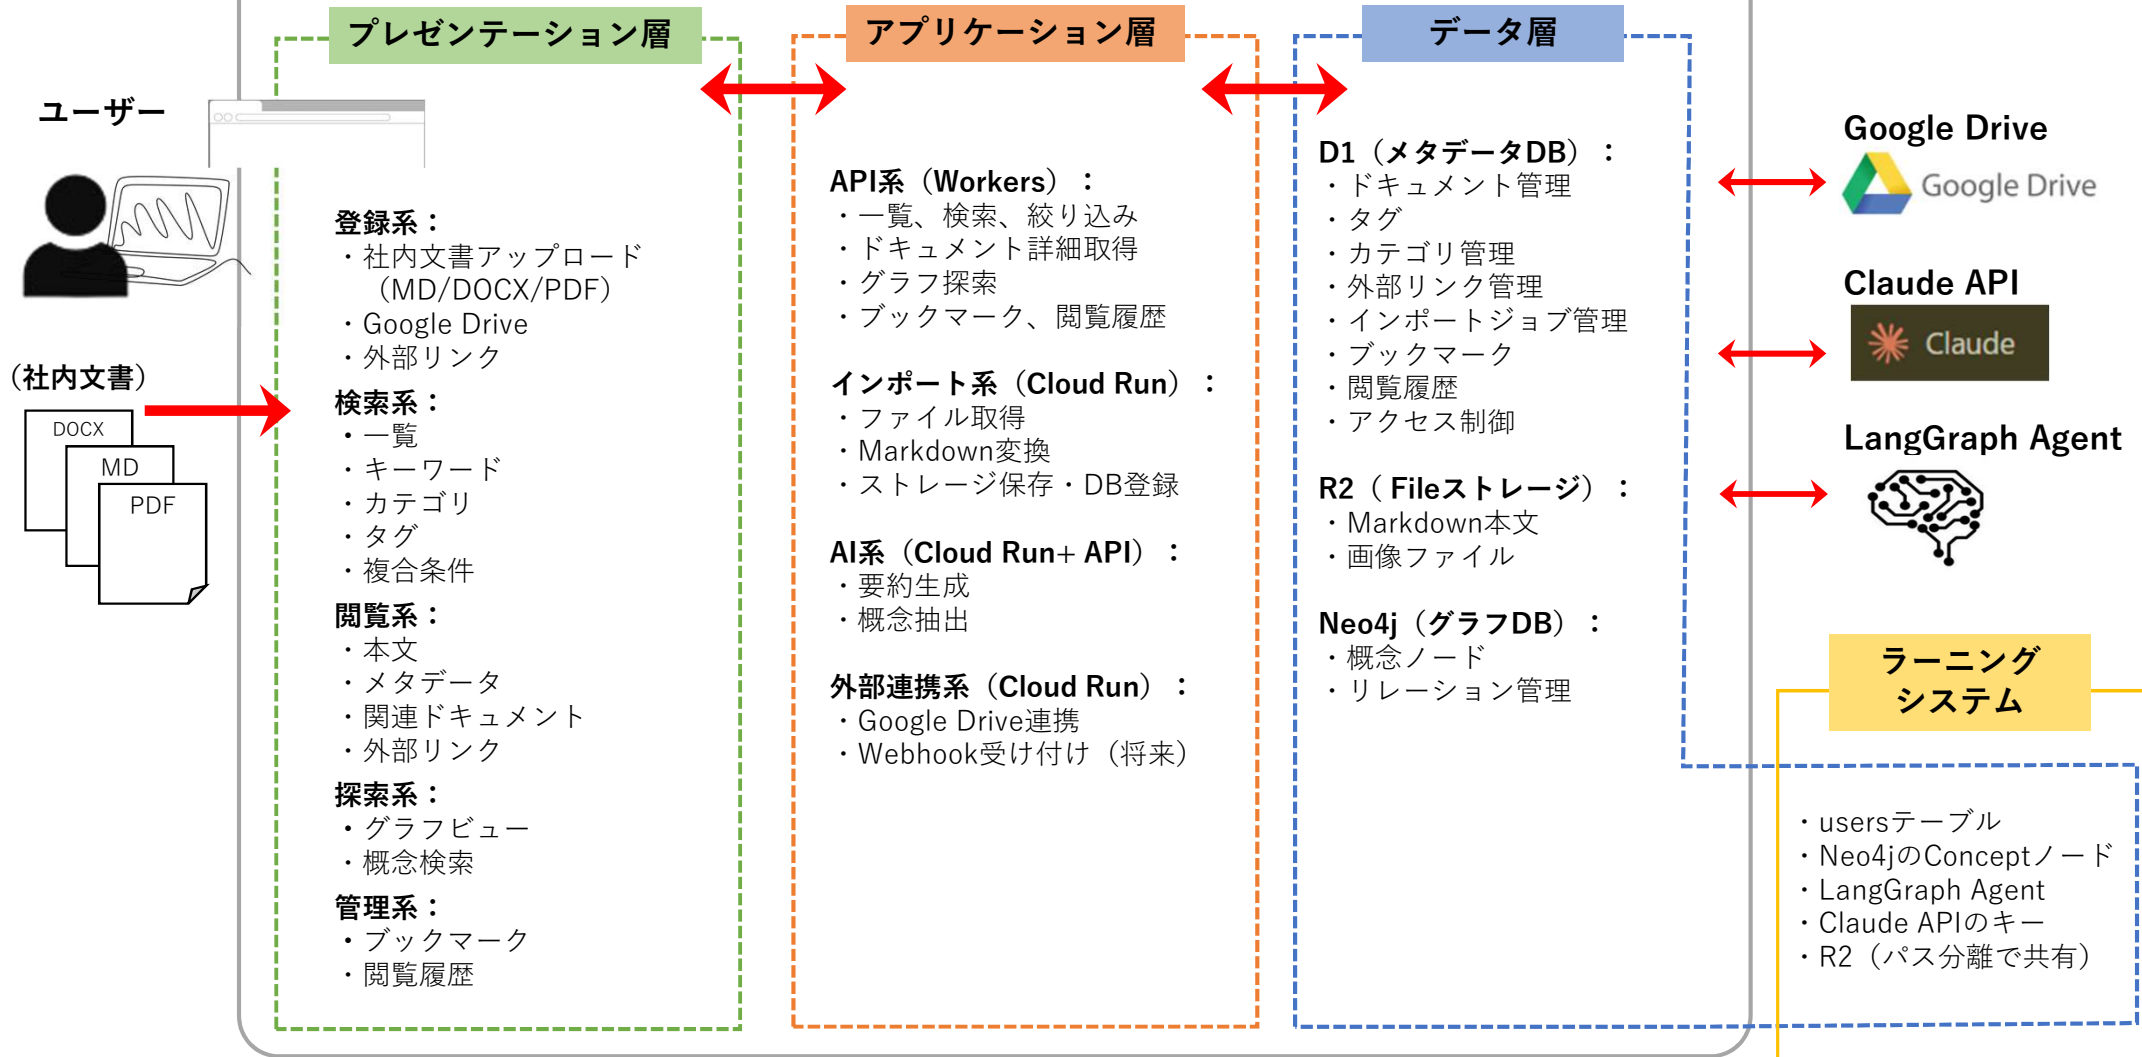 プレゼンテーション層
アプリケーション層
データ層
ユーザー
（社内文書）
DOCX
MD
PDF
登録系：
・社内文書アップロード
（MD/DOCX/PDF）
・Google Drive
・外部リンク
検索系：
・一覧
・キーワード
・カテゴリ
・タグ
・複合条件
閲覧系：
・本文
・メタデータ
・関連ドキュメント
・外部リンク
探索系：
・グラフビュー
・概念検索
管理系：
・ブックマーク
・閲覧履歴
API系（Workers）：
・一覧、検索、絞り込み
・ドキュメント詳細取得
・グラフ探索
・ブックマーク、閲覧履歴
インポート系（Cloud Run）：
・ファイル取得
・Markdown変換
・ストレージ保存・DB登録
AI系（Cloud Run+ API）：
・要約生成
・概念抽出
外部連携系（Cloud Run）：
・Google Drive連携
・Webhook受け付け（将来）
D1（メタデータDB）：
・ドキュメント管理
・タグ
・カテゴリ管理
・外部リンク管理
・インポートジョブ管理
・ブックマーク
・閲覧履歴
・アクセス制御
R2（ Fileストレージ）：
・Markdown本文
・画像ファイル
Neo4j（グラフDB）：
・概念ノード
・リレーション管理
Google Drive
Google Drive
Claude API
Claude
LangGraph Agent
ラーニング
システム
・usersテーブル
・Neo4jのConceptノード
・LangGraph Agent
・Claude APIのキー
・R2（パス分離で共有）